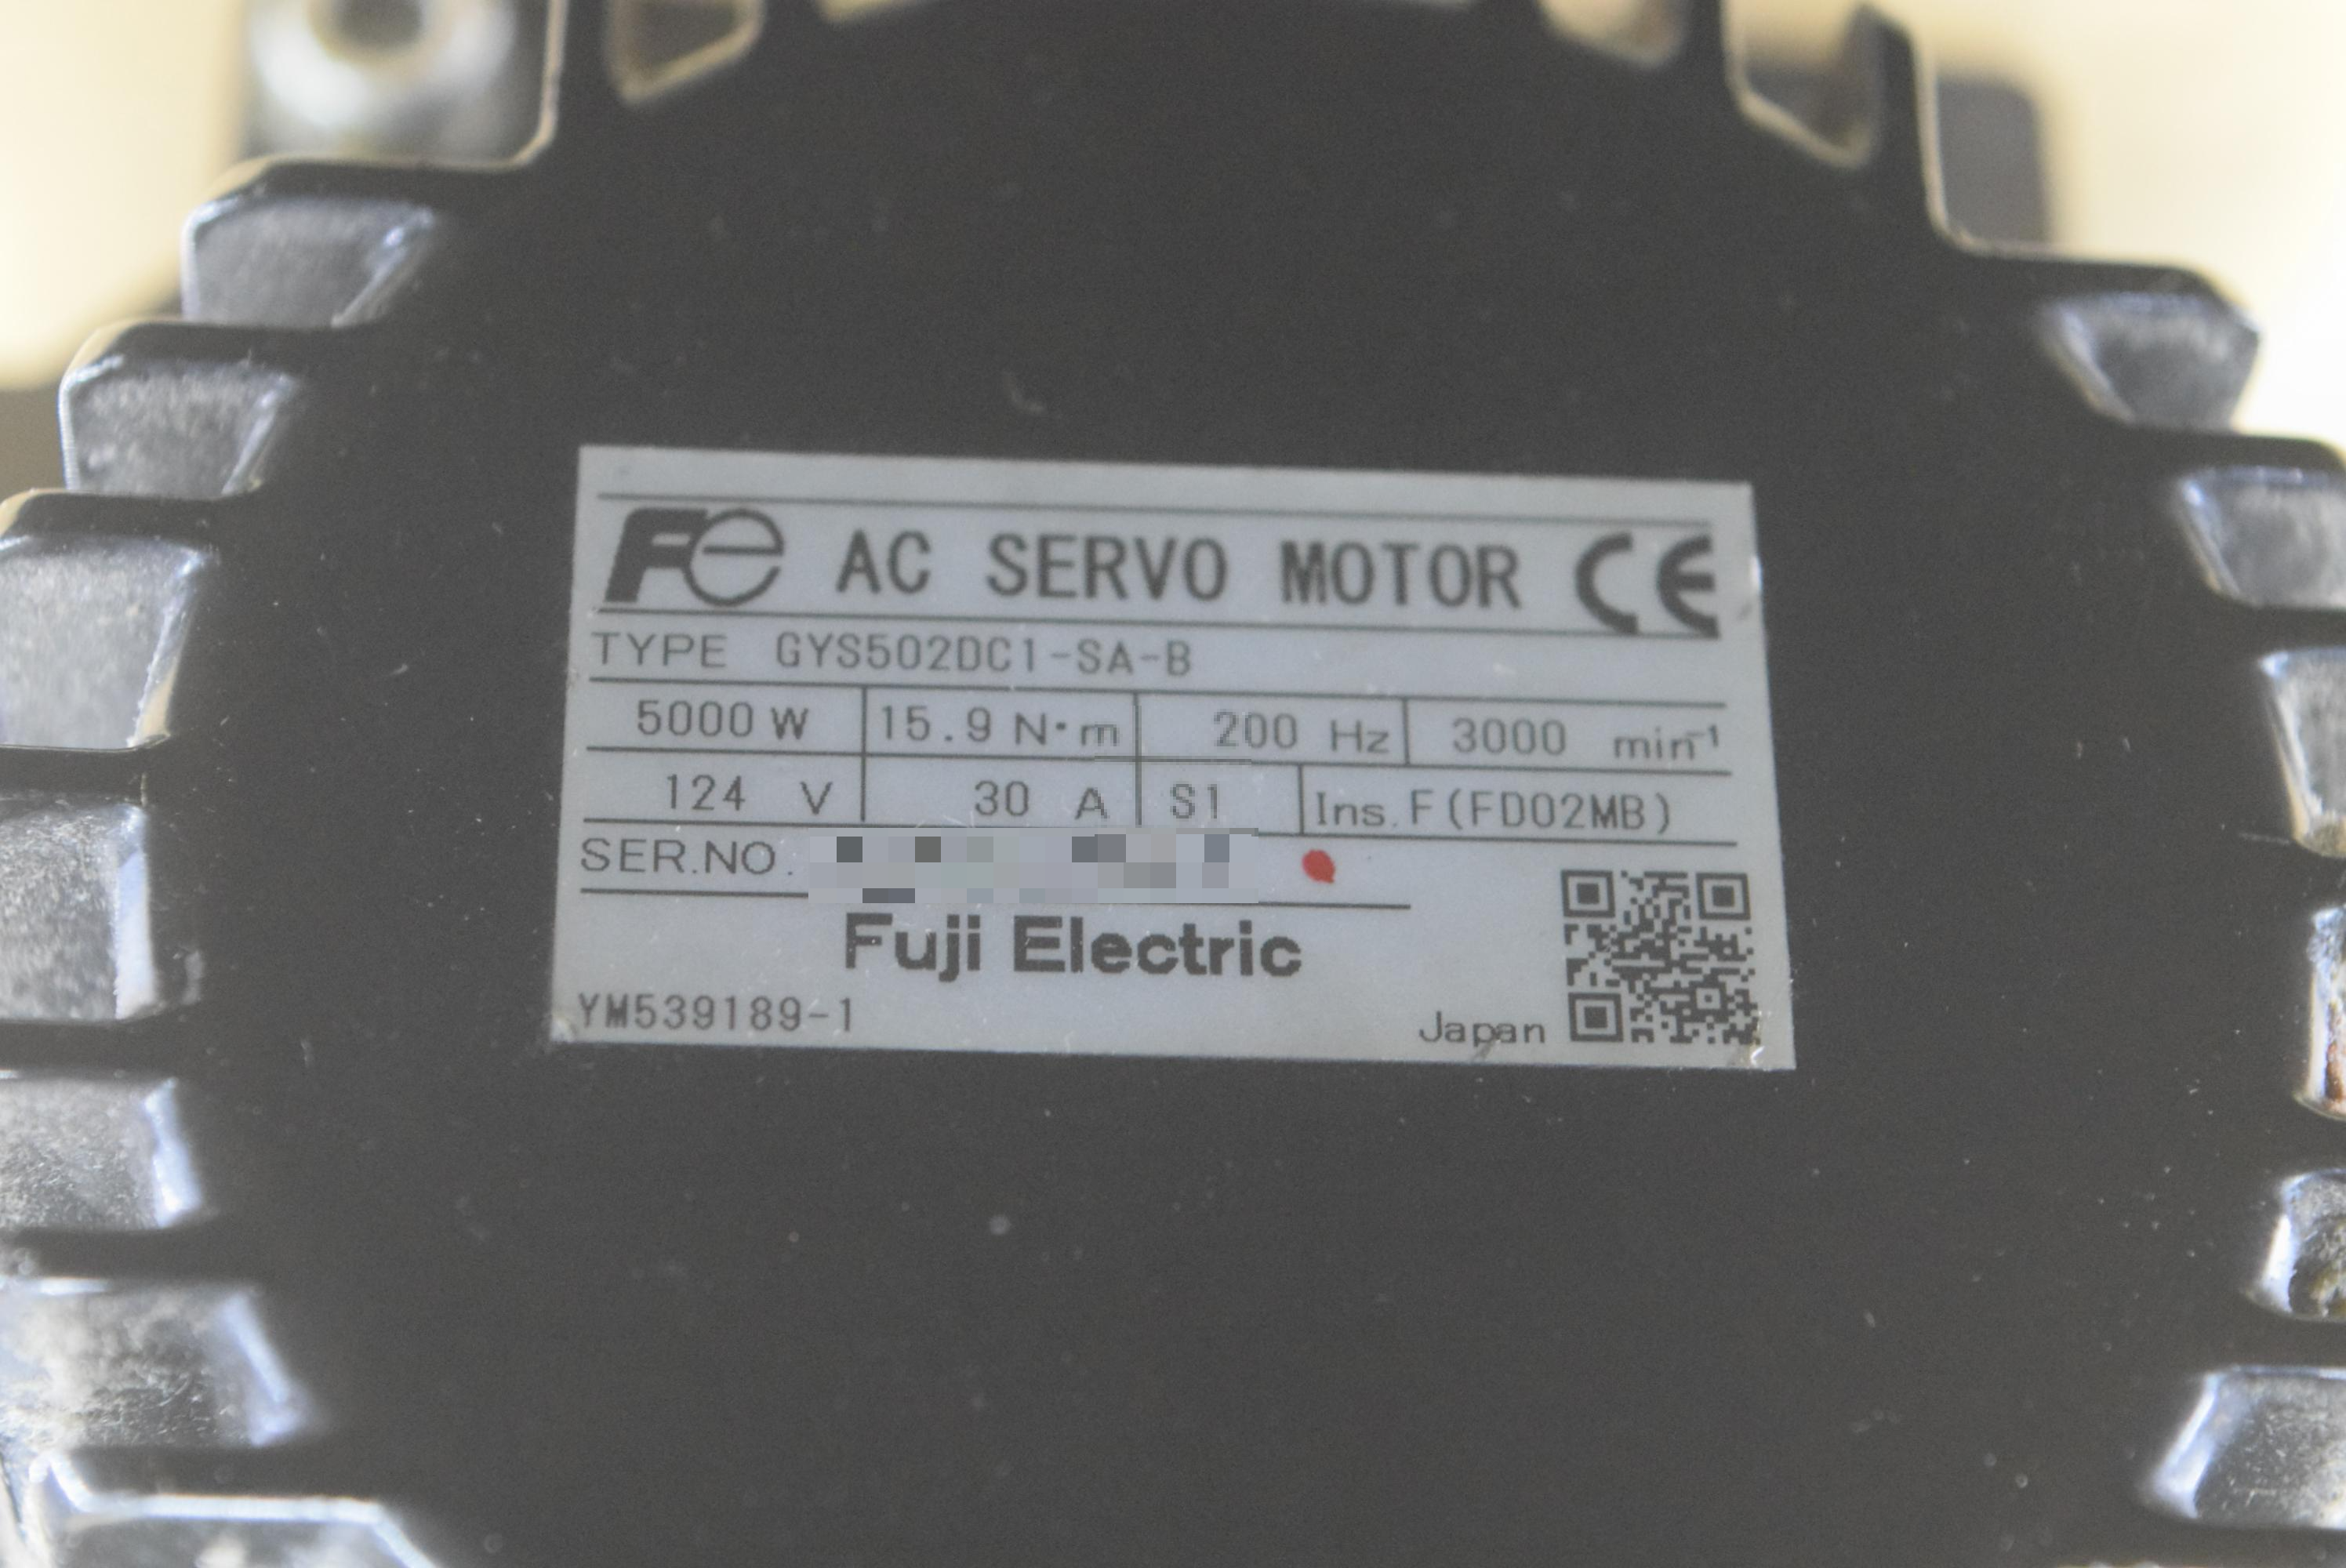 Fe AC SERVO MOTOR CE
TYPE GYS502DC1-SA-B
5000 W 15.9 N·m 200 Hz 3000 min⁻¹
124 V 30 A S1 Ins. F(FD02MB)
SER.NO.
Fuji Electric
YM539189-1
Japan